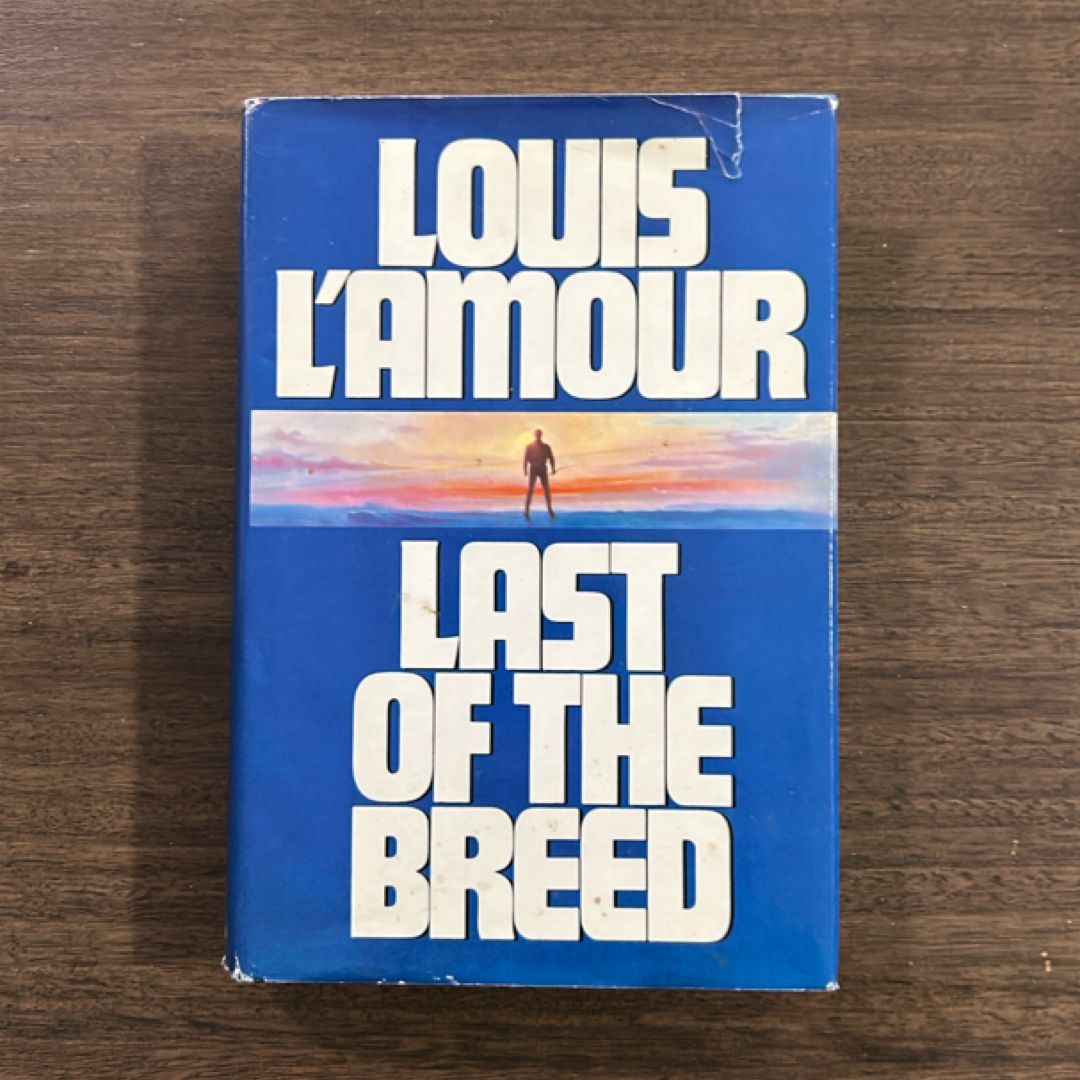 LOUIS
L'AMOUR
LAST
OF THE
BREED